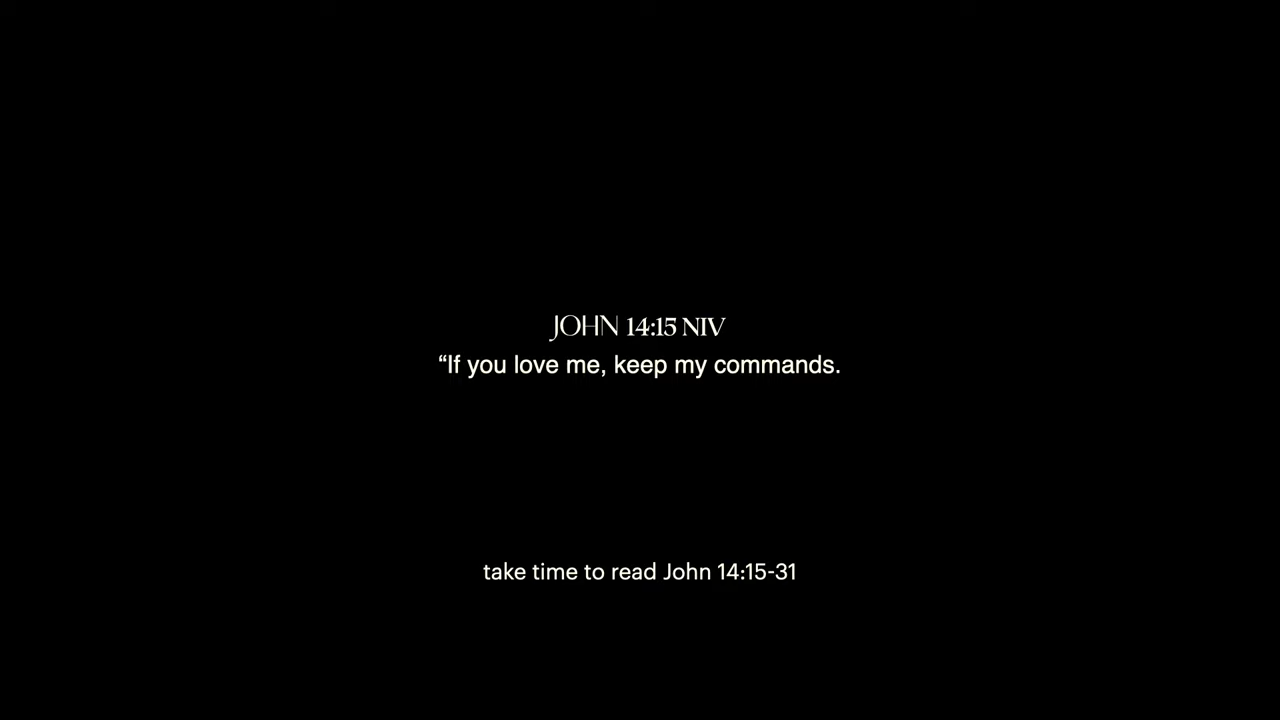 JOHN 14:15 NIV
“If you love me, keep my commands.
take time to read John 14:15-31